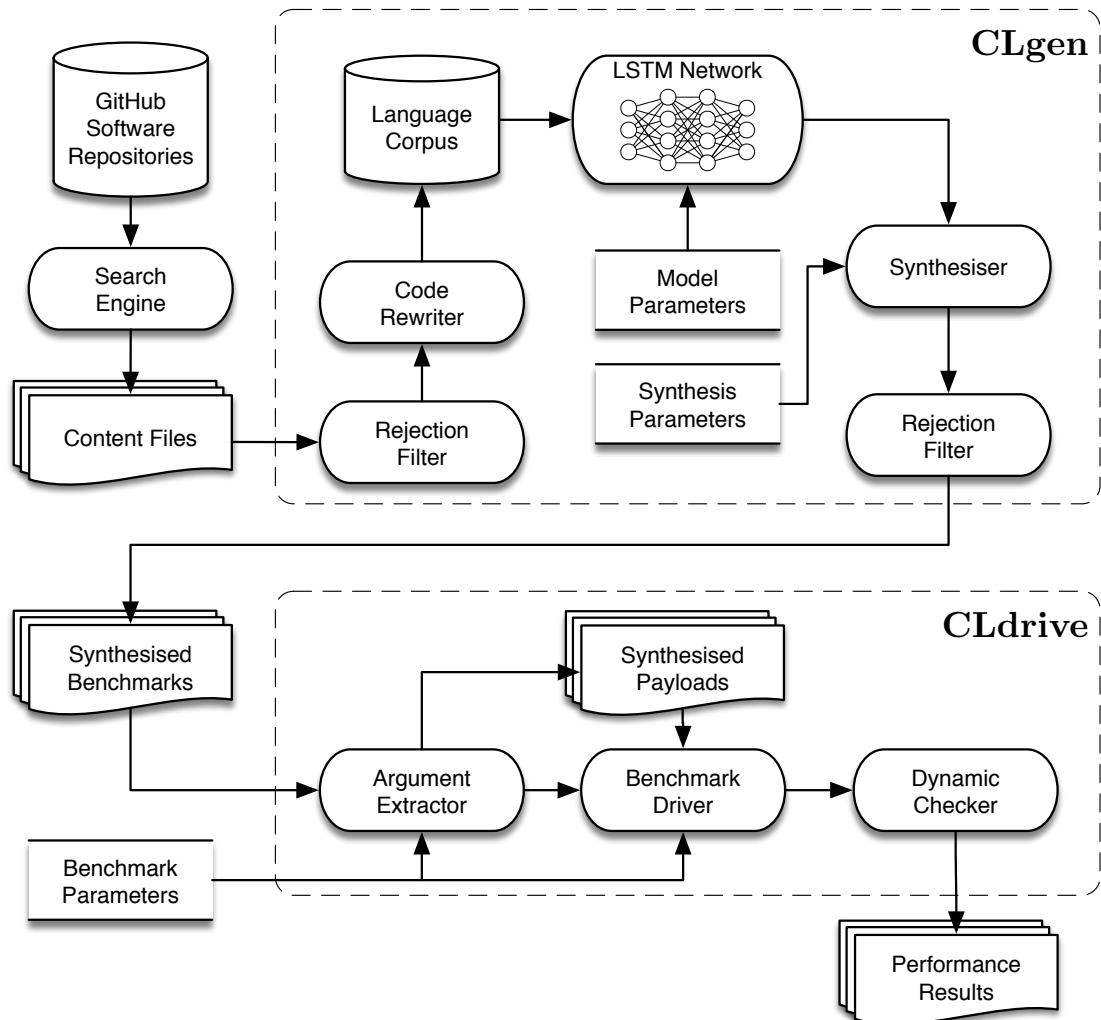 CLgen
GitHub
Software
Repositories
Language
Corpus
LSTM Network
Search
Engine
Code
Rewriter
Model
Parameters
Synthesiser
Content Files
Rejection
Filter
Synthesis
Parameters
Rejection
Filter
CLdrive
Synthesised
Benchmarks
Synthesised
Payloads
Argument
Extractor
Benchmark
Driver
Dynamic
Checker
Benchmark
Parameters
Performance
Results